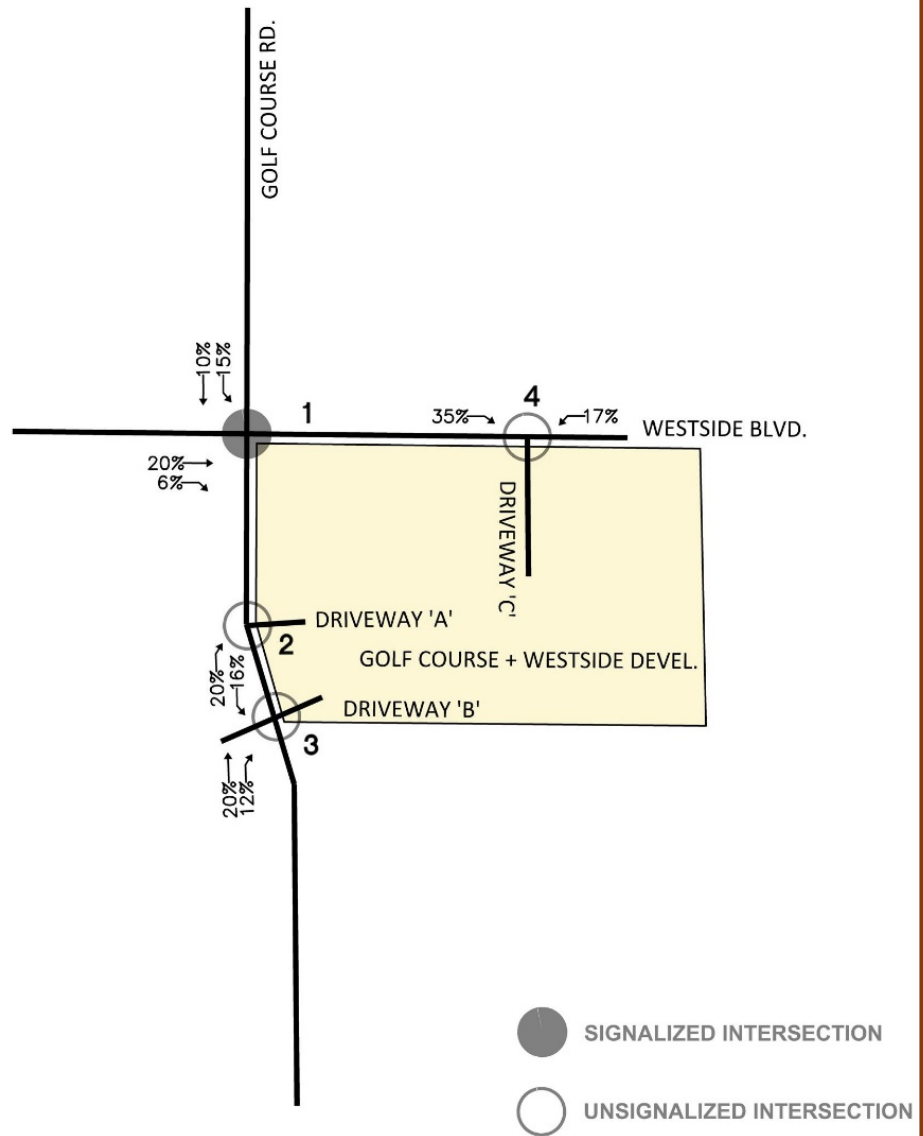 GOLF COURSE RD.
10%
15%
1
20%
6%
35%
4
17%
WESTSIDE BLVD.
DRIVEWAY 'C'
DRIVEWAY 'A'
2
GOLF COURSE + WESTSIDE DEVEL.
20%
16%
DRIVEWAY 'B'
3
20%
12%
SIGNALIZED INTERSECTION
UNSIGNALIZED INTERSECTION